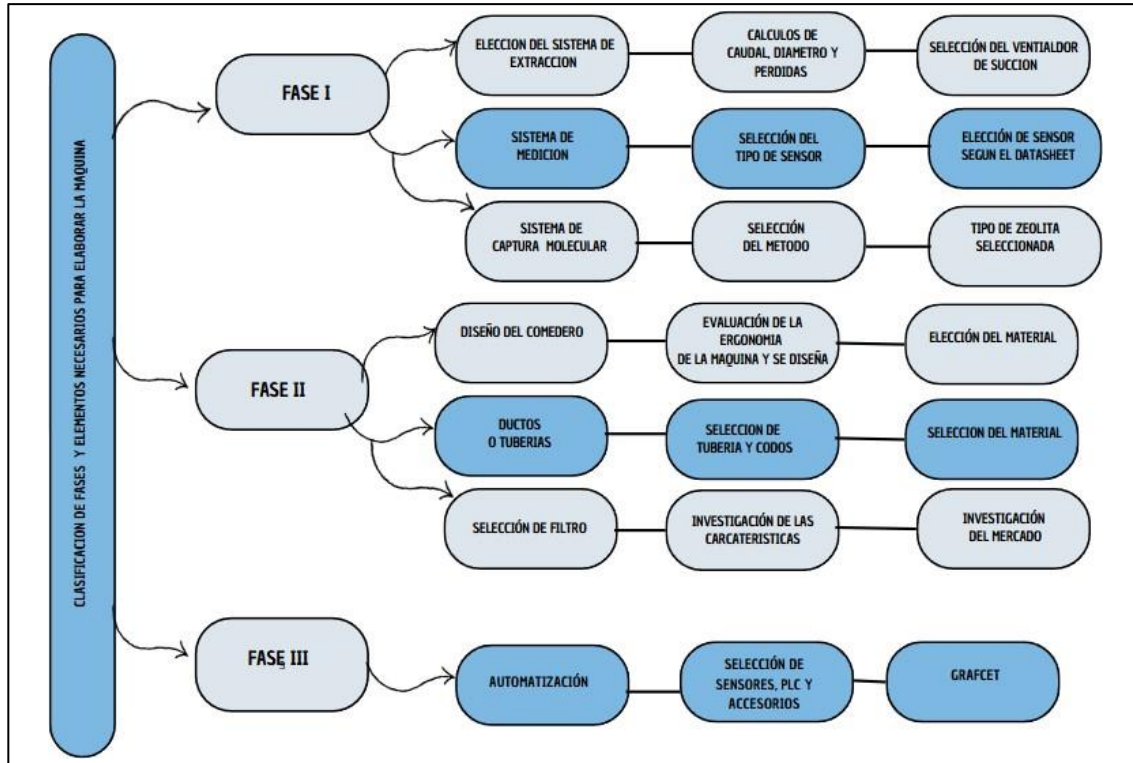 CLASIFICACION DE FASES Y ELEMENTOS NECESARIOS PARA ELABORAR LA MAQUINA
FASE I
ELECCION DEL SISTEMA DE
EXTRACCION
CALCULOS DE
CAUDAL, DIAMETRO Y
PERDIDAS
SELECCIÓN DEL VENTIALDOR
DE SUCCION
SISTEMA DE
MEDICION
SELECCIÓN DEL
TIPO DE SENSOR
ELECCIÓN DE SENSOR
SEGUN EL DATASHEET
SISTEMA DE
CAPTURA MOLECULAR
SELECCIÓN
DEL METODO
TIPO DE ZEOLITA
SELECCIONADA
FASE II
DISEÑO DEL COMEDERO
EVALUACIÓN DE LA
ERGONOMIA
DE LA MAQUINA Y SE DISEÑA
ELECCIÓN DEL MATERIAL
DUCTOS
O TUBERIAS
SELECCION DE
TUBERIA Y CODOS
SELECCION DEL MATERIAL
SELECCIÓN DE FILTRO
INVESTIGACIÓN DE LAS
CARCATERISTICAS
INVESTIGACIÓN
DEL MERCADO
FASE III
AUTOMATIZACIÓN
SELECCIÓN DE
SENSORES, PLC Y
ACCESORIOS
GRAFCET